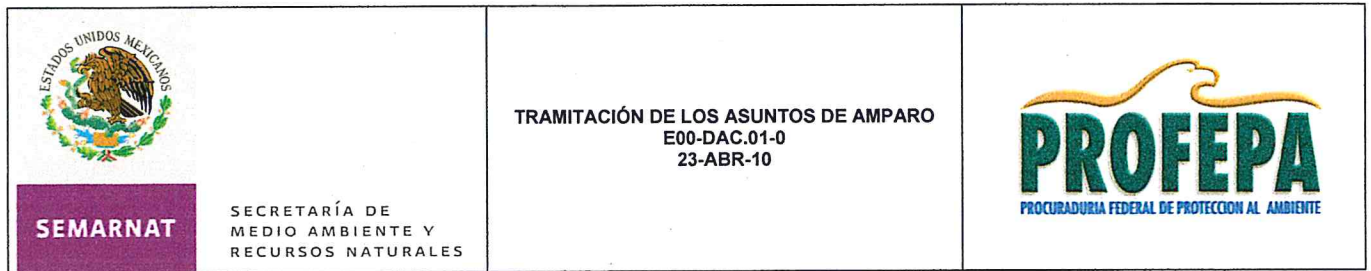 ESTADOS UNIDOS MEXICANOS
SEMARNAT
SECRETARÍA DE
MEDIO AMBIENTE Y
RECURSOS NATURALES
TRAMITACIÓN DE LOS ASUNTOS DE AMPARO
E00-DAC.01-0
23-ABR-10
PROFEPA
PROCURADURIA FEDERAL DE PROTECCION AL AMBIENTE